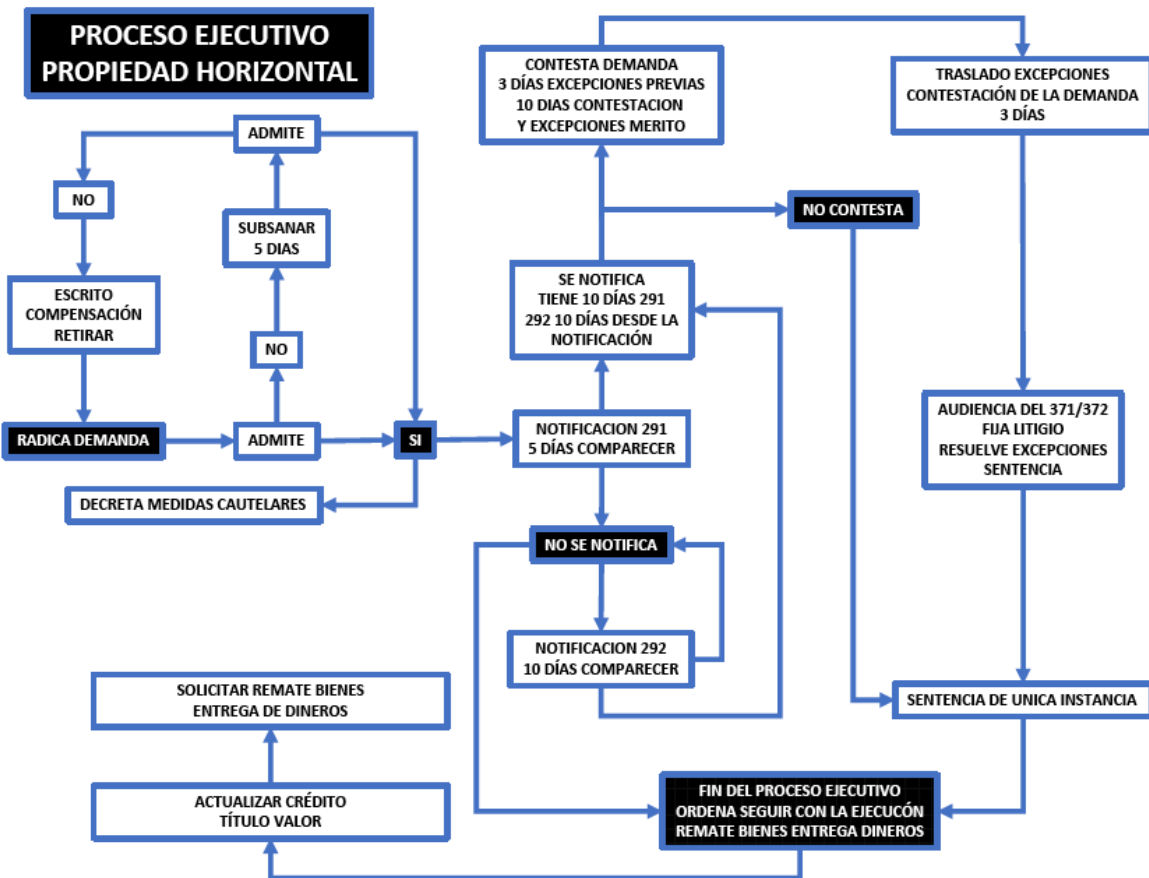 PROCESO EJECUTIVO
PROPIEDAD HORIZONTAL
CONTESTA DEMANDA
3 DÍAS EXCEPCIONES PREVIAS
10 DIAS CONTESTACION
Y EXCEPCIONES MERITO
TRASLADO EXCEPCIONES
CONTESTACIÓN DE LA DEMANDA
3 DÍAS
ADMITE
NO
SUBSANAR
5 DIAS
NO CONTESTA
ESCRITO
COMPENSACIÓN
RETIRAR
SE NOTIFICA
TIENE 10 DÍAS 291
292 10 DÍAS DESDE LA
NOTIFICACIÓN
NO
RADICA DEMANDA
ADMITE
SI
NOTIFICACION 291
5 DÍAS COMPARECER
AUDIENCIA DEL 371/372
FIJA LITIGIO
RESUELVE EXCEPCIONES
SENTENCIA
DECRETA MEDIDAS CAUTELARES
NO SE NOTIFICA
NOTIFICACION 292
10 DÍAS COMPARECER
SOLICITAR REMATE BIENES
ENTREGA DE DINEROS
SENTENCIA DE UNICA INSTANCIA
ACTUALIZAR CRÉDITO
TÍTULO VALOR
FIN DEL PROCESO EJECUTIVO
ORDENA SEGUIR CON LA EJECUCÓN
REMATE BIENES ENTREGA DINEROS